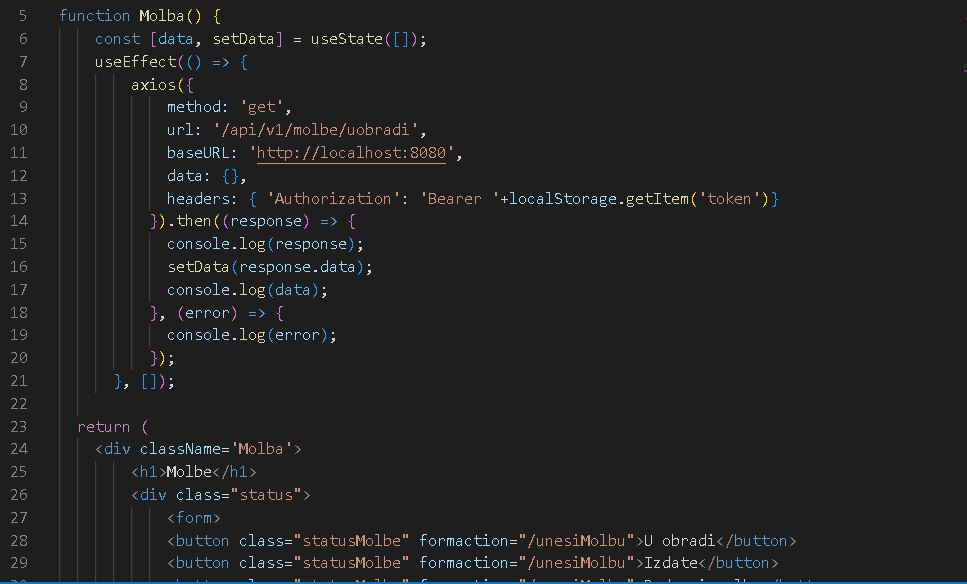 5 function Molba() {
6 const [data, setData] = useState([]);
7 useEffect(() => {
8 axios({
9 method: 'get',
10 url: '/api/v1/molbe/uobradi',
11 baseURL: 'http://localhost:8080',
12 data: {},
13 headers: { 'Authorization': 'Bearer '+localStorage.getItem('token')}
14 }).then((response) => {
15 console.log(response);
16 setData(response.data);
17 console.log(data);
18 }, (error) => {
19 console.log(error);
20 });
21 }, []);
22
23 return (
24 <div className='Molba'>
25 <h1>Molbe</h1>
26 <div class="status">
27 <form>
28 <button class="statusMolbe" formaction="/unesiMolbu">U obradi</button>
29 <button class="statusMolbe" formaction="/unesiMolbu">Izdate</button>